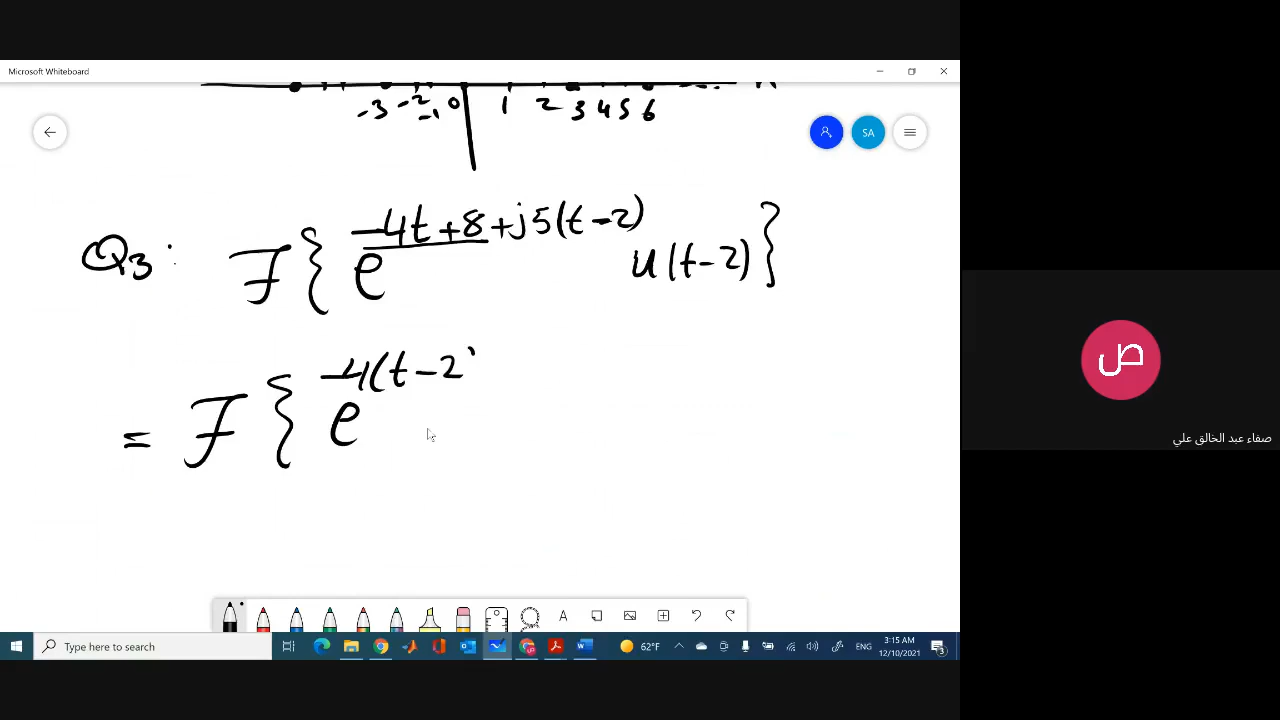 Microsoft Whiteboard
-3 -2 -1 0 1 2 3 4 5 6
SA
Q3: F{ e^{-4t+8+j5(t-2)} u(t-2) }
= F{ e^{-4(t-2)}
ص
صفاء عبد الخالق علي
A
Type here to search
62°F
ENG
3:15 AM
12/10/2021
3